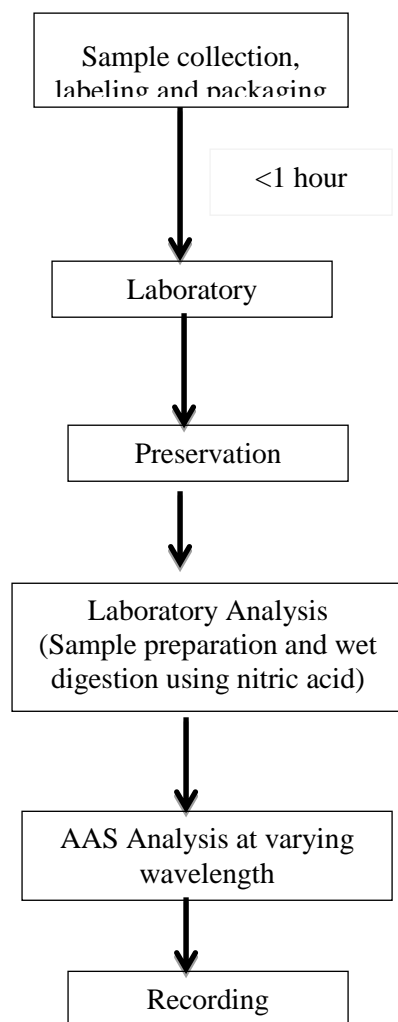 Sample collection,
labeling and packaging
<1 hour
Laboratory
Preservation
Laboratory Analysis
(Sample preparation and wet
digestion using nitric acid)
AAS Analysis at varying
wavelength
Recording